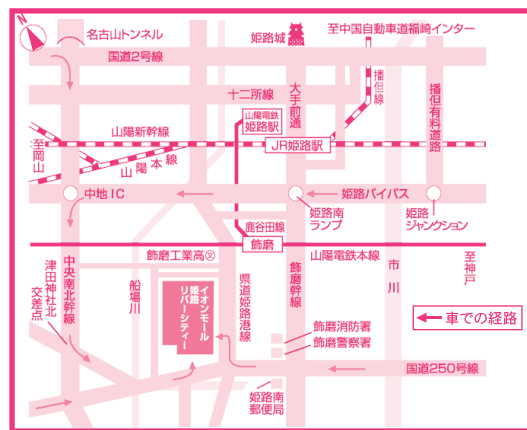 名古山トンネル
姫路城
至中国自動車道福崎インター
国道2号線
十二所線
大手前通
播但線
播但有料道路
山陽電鉄
姫路駅
山陽新幹線
JR姫路駅
至岡山
山陽本線
中地IC
姫路バイパス
姫路南
ランプ
姫路
ジャンクション
鹿谷田線
飾磨
飾磨工業高文
山陽電鉄本線
至神戸
津田神社北
交差点
中央南北幹線
船場川
イオンモール
姫路
リバーシティー
県道姫路港線
飾磨幹線
市川
車での経路
飾磨消防署
飾磨警察署
国道250号線
姫路南
郵便局